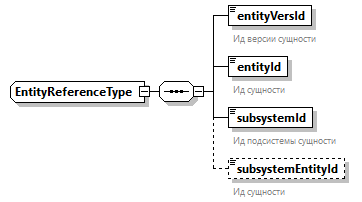 entityVersId
Ид версии сущности
entityId
Ид сущности
EntityReferenceType
subsystemId
Ид подсистемы сущности
subsystemEntityId
Ид сущности